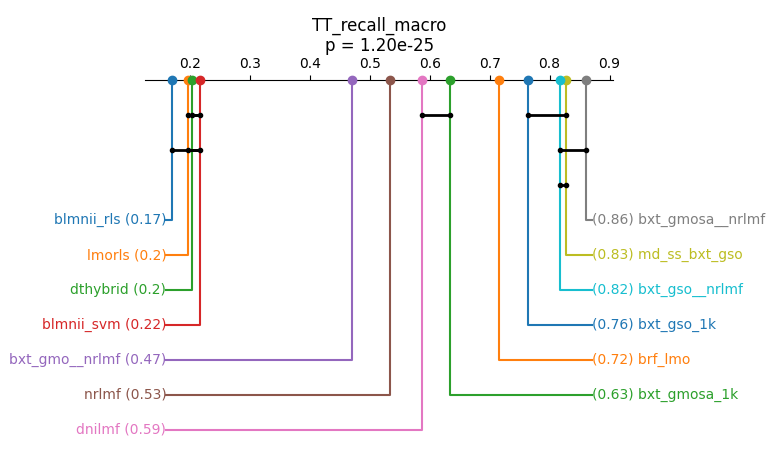 TT_recall_macro
p = 1.20e-25
0.2 0.3 0.4 0.5 0.6 0.7 0.8 0.9
blmnii_rls (0.17)
(0.86) bxt_gmosa__nrlmf
lmorls (0.2)
(0.83) md_ss_bxt_gso
dthybrid (0.2)
(0.82) bxt_gso__nrlmf
blmnii_svm (0.22)
(0.76) bxt_gso_1k
bxt_gmo__nrlmf (0.47)
(0.72) brf_lmo
nrlmf (0.53)
(0.63) bxt_gmosa_1k
dnilmf (0.59)